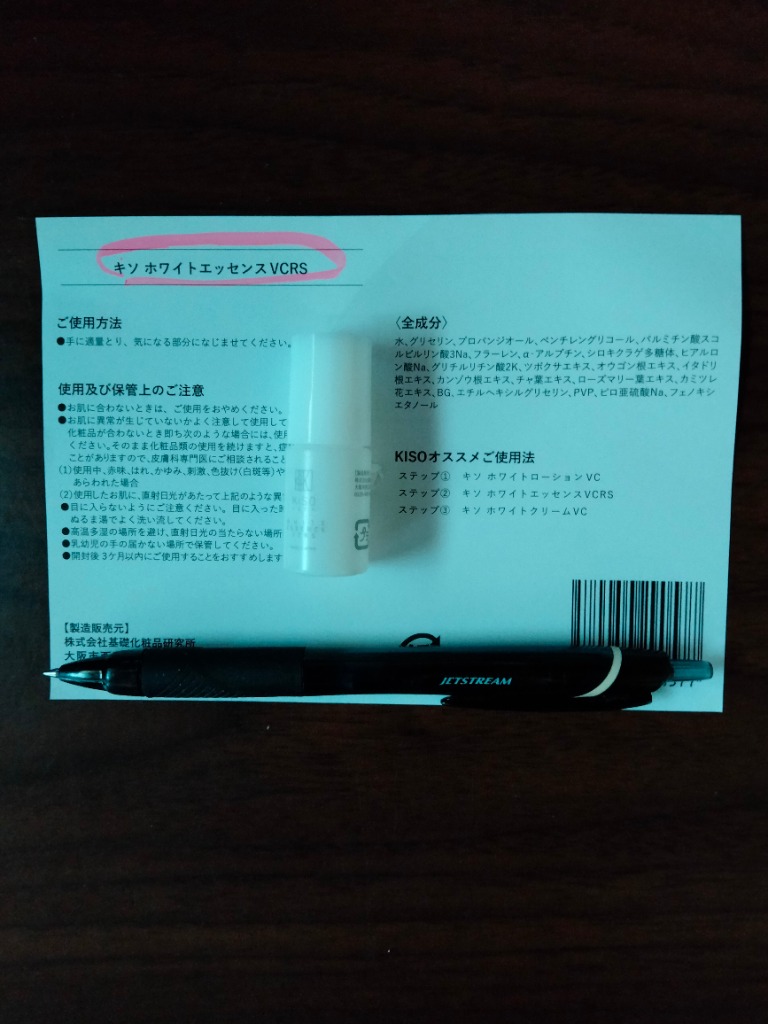 キソ ホワイトエッセンスVCRS
ご使用方法
●手に適量とり、気になる部分になじませてください。
使用及び保管上のご注意
●お肌に合わないときは、ご使用をおやめください。
●お肌に異常が生じていないかよく注意して使用して
化粧品が合わないとき即ち次のような場合には、使用
ください。そのまま化粧品類の使用を続けますと、症
ことがありますので、皮膚科専門医にご相談されること
(1)使用中、赤味、はれ、かゆみ、刺激、色抜け(白斑等)や
あらわれた場合
(2)使用したお肌に、直射日光があたって上記のような異
●目に入らないようにご注意ください。目に入った時
ぬるま湯でよく洗い流してください。
●高温多湿の場所を避け、直射日光の当たらない場所
●乳幼児の手の届かない場所で保管してください。
●開封後 3ケ月以内にご使用することをおすすめします
【製造販売元】
株式会社基礎化粧品研究所
大阪市
〈全成分〉
水、グリセリン、プロパンジオール、ペンチレングリコール、パルミチン酸スコ
ルビルリン酸3Na、フラーレン、α-アルブチン、シロキクラゲ多糖体、ヒアルロ
ン酸Na、グリチルリチン酸2K、ツボクサエキス、オウゴン根エキス、イタドリ
根エキス、カンゾウ根エキス、チャ葉エキス、ローズマリー葉エキス、カミツレ
花エキス、BG、エチルヘキシルグリセリン、PVP、ピロ亜硫酸Na、フェノキシ
エタノール
KISOオススメご使用法
ステップ① キソ ホワイトローションVC
ステップ② キソ ホワイトエッセンスVCRS
ステップ③ キソ ホワイトクリームVC
KISO
JETSTREAM